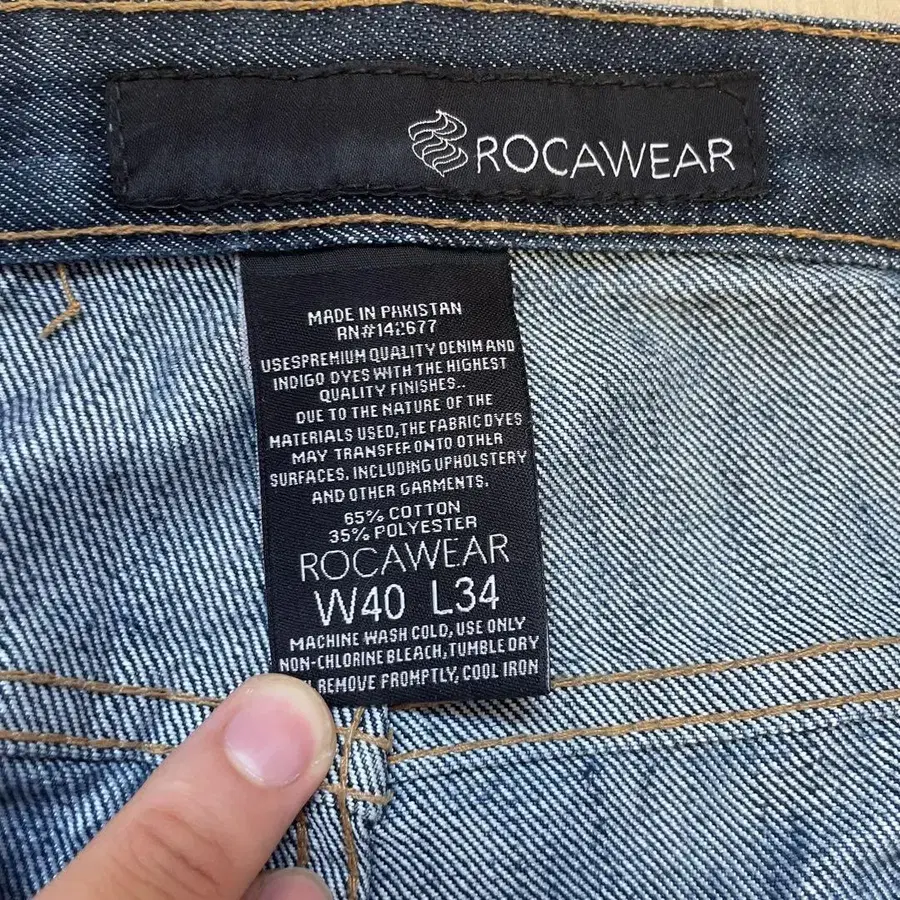 ROCAWEAR
MADE IN PAKISTAN
RN#142677
USESPREMIUM QUALITY DENIM AND
INDIGO DYES WITH THE HIGHEST
QUALITY FINISHES..
DUE TO THE NATURE OF THE
MATERIALS USED,THE FABRIC DYES
MAY TRANSFER ONTO OTHER
SURFACES. INCLUDING UPHOLSTERY
AND OTHER GARMENTS.
65% COTTON
35% POLYESTER
ROCAWEAR
W40 L34
MACHINE WASH COLD, USE ONLY
NON-CHLORINE BLEACH, TUMBLE DRY
REMOVE PROMPTLY, COOL IRON